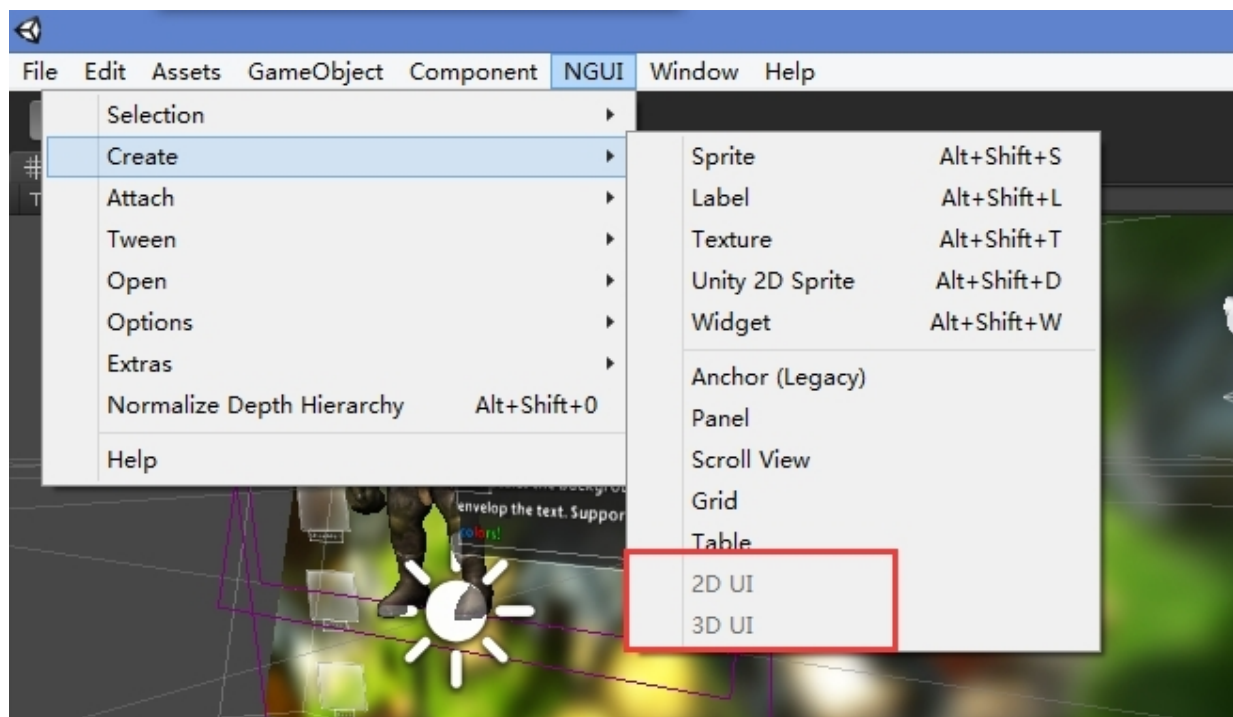 File Edit Assets GameObject Component NGUI Window Help
Selection
Create
Attach
Tween
Open
Options
Extras
Normalize Depth Hierarchy Alt+Shift+0
Help
Sprite Alt+Shift+S
Label Alt+Shift+L
Texture Alt+Shift+T
Unity 2D Sprite Alt+Shift+D
Widget Alt+Shift+W
Anchor (Legacy)
Panel
Scroll View
Grid
Table
2D UI
3D UI
envelop the text. Suppor
colors!